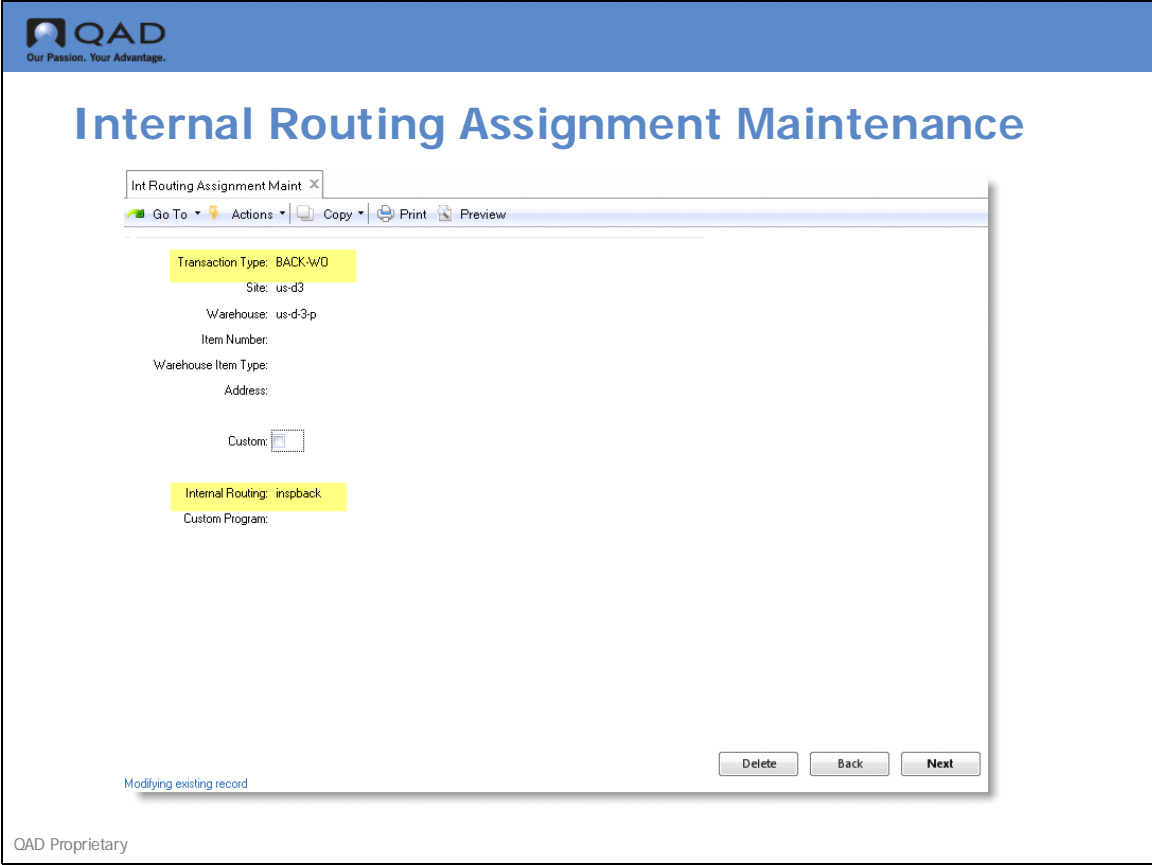 QAD
Our Passion. Your Advantage.
Internal Routing Assignment Maintenance
Int Routing Assignment Maint X
Go To Actions Copy Print Preview
Transaction Type: BACK-WO
Site: us-d3
Warehouse: us-d-3-p
Item Number:
Warehouse Item Type:
Address:
Custom:
Internal Routing: inspback
Custom Program:
Delete Back Next
Modifying existing record
QAD Proprietary